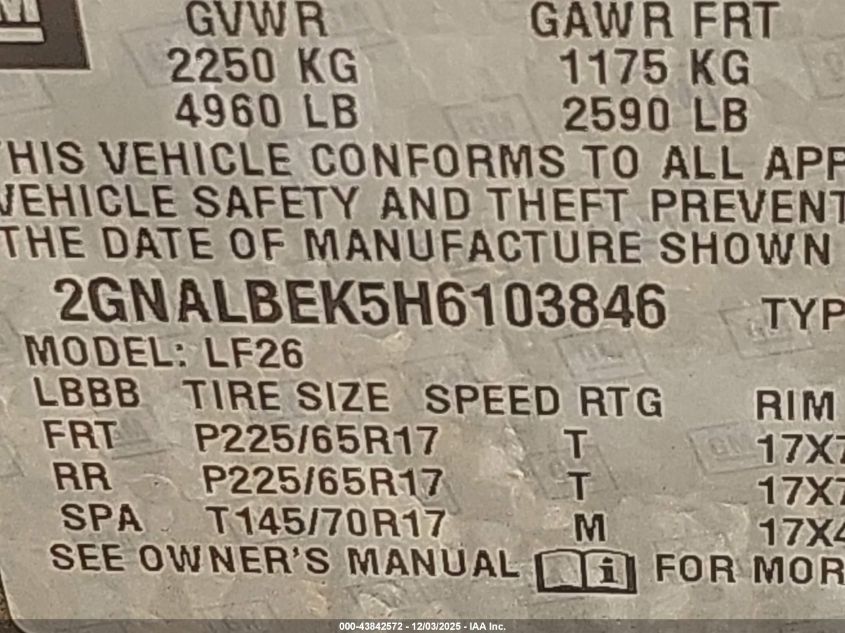 GM
GVWR GAWR FRT
2250 KG 1175 KG
4960 LB 2590 LB
THIS VEHICLE CONFORMS TO ALL APP
VEHICLE SAFETY AND THEFT PREVENT
THE DATE OF MANUFACTURE SHOWN
2GNALBEK5H6103846 TYP
MODEL: LF26
LBBB TIRE SIZE SPEED RTG RIM
FRT P225/65R17 T 17X7
RR P225/65R17 T 17X7
SPA T145/70R17 M 17X4
SEE OWNER'S MANUAL i FOR MOR
000-43842572 - 12/03/2025 - IAA Inc.